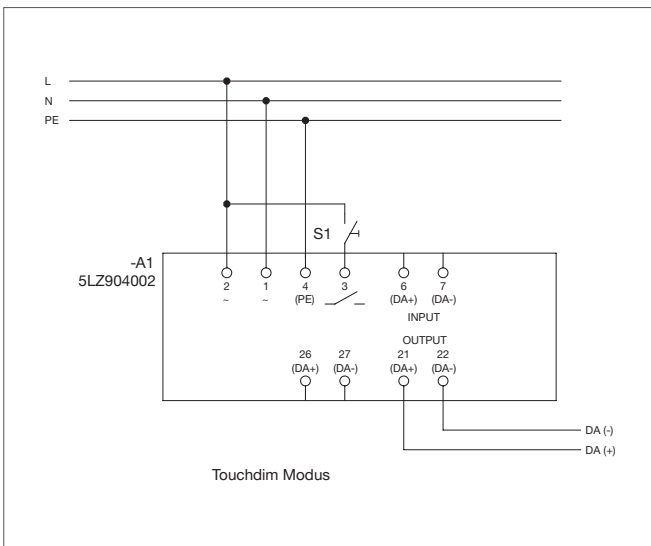 L
N
PE
S1
-A1
5LZ904002
2 1 4 3 6 7
~ ~ (PE) (DA+) (DA-)
INPUT
OUTPUT
26 27 21 22
(DA+) (DA-) (DA+) (DA-)
DA (-)
DA (+)
Touchdim Modus